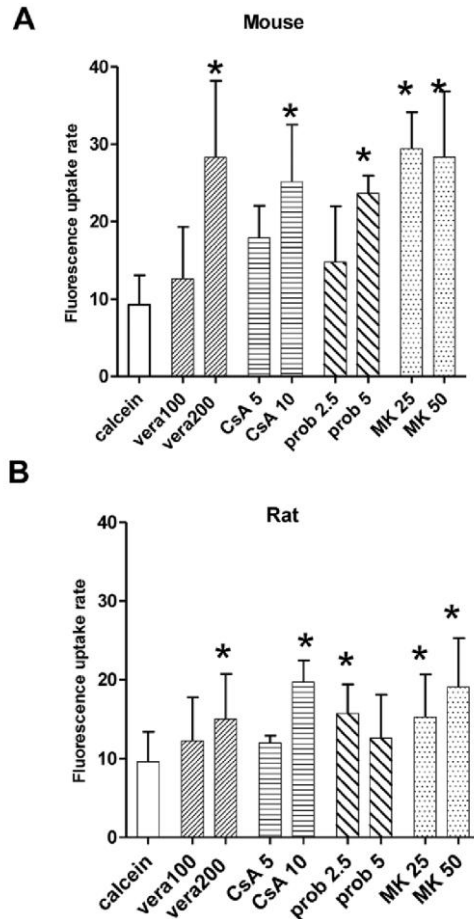 A
Mouse
Fluorescence uptake rate
40
30
20
10
0
* * * * *
calcein
vera100
vera200
CsA 5
CsA 10
prob 2.5
prob 5
MK 25
MK 50
B
Rat
Fluorescence uptake rate
40
30
20
10
0
* * * * *
calcein
vera100
vera200
CsA 5
CsA 10
prob 2.5
prob 5
MK 25
MK 50